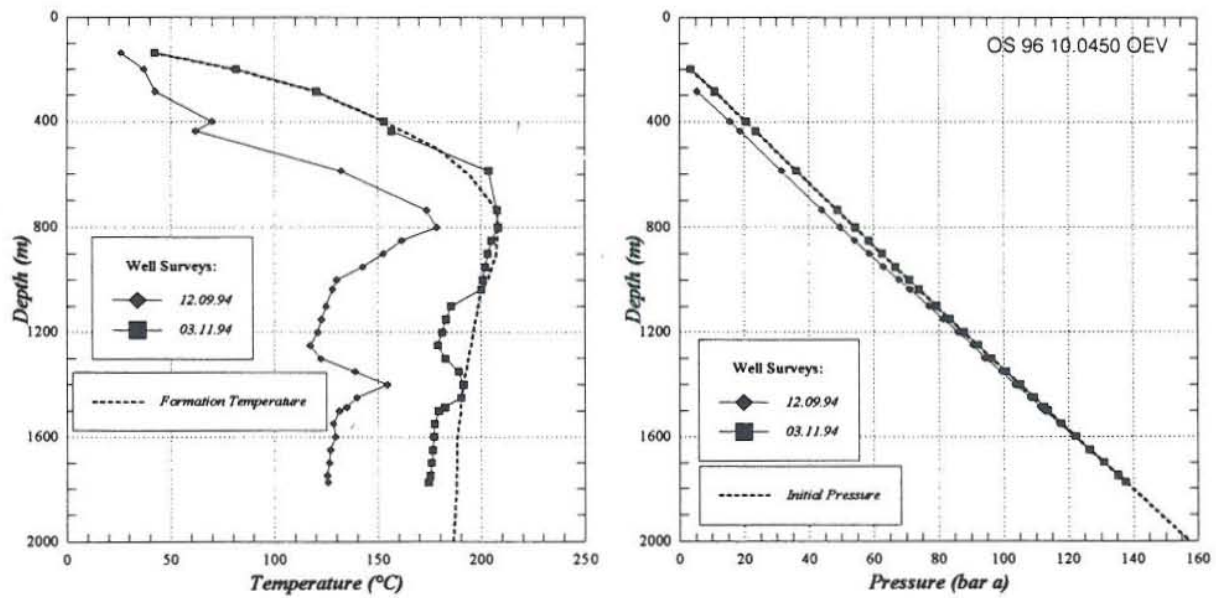 OS 96 10.0450 OEV
0
400
800
1200
1600
2000
Depth (m)
Well Surveys:
12.09.94
03.11.94
Formation Temperature
0 50 100 150 200 250
Temperature (°C)
0
400
800
1200
1600
2000
Depth (m)
Well Surveys:
12.09.94
03.11.94
Initial Pressure
0 20 40 60 80 100 120 140 160
Pressure (bar a)